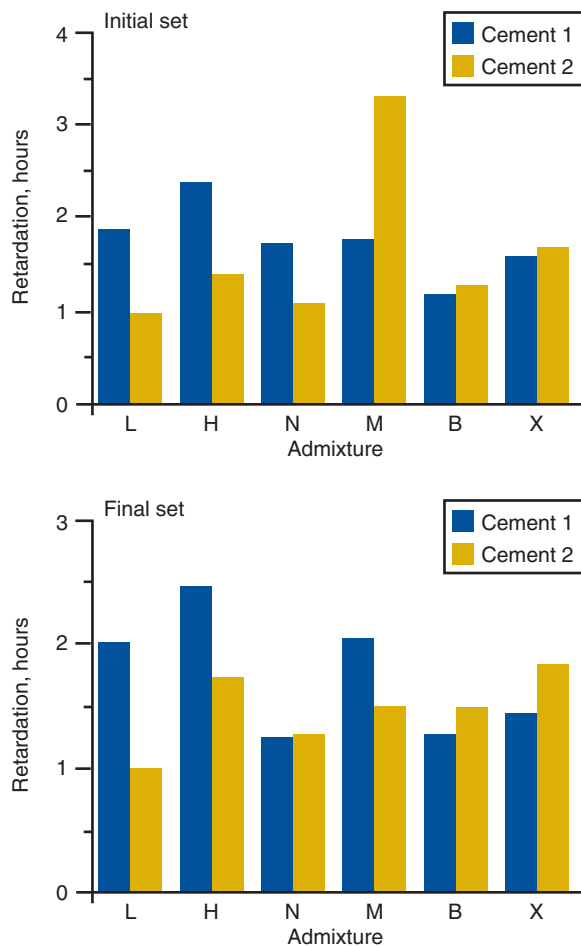 Initial set
Cement 1
Cement 2
Retardation, hours
4
3
2
1
0
L H N M B X
Admixture
Final set
Cement 1
Cement 2
Retardation, hours
3
2
1
0
L H N M B X
Admixture